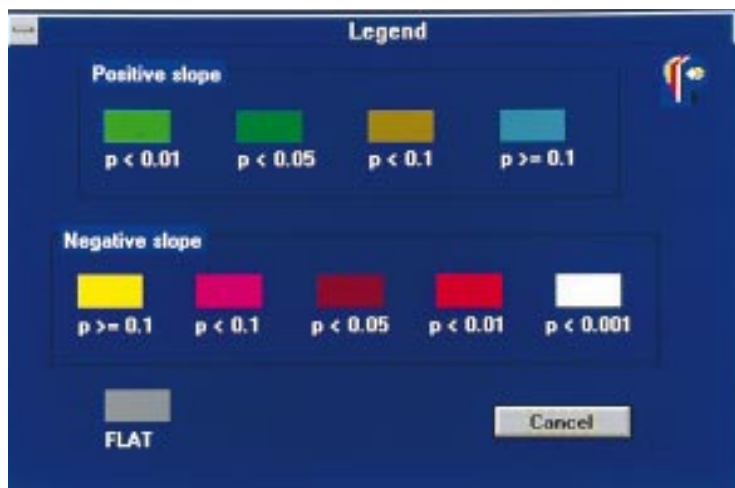 Legend
Positive slope
p < 0.01 p < 0.05 p < 0.1 p >= 0.1
Negative slope
p >= 0.1 p < 0.1 p < 0.05 p < 0.01 p < 0.001
FLAT
Cancel